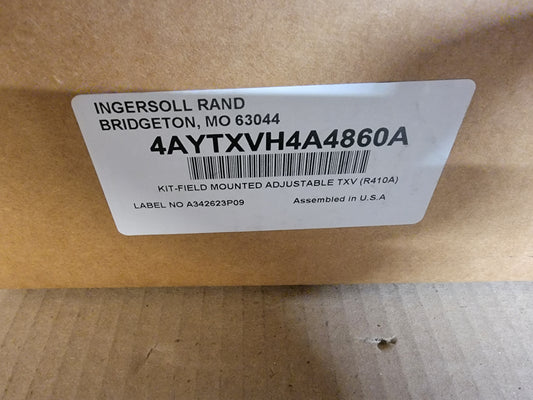 INGERSOLL RAND
BRIDGETON, MO 63044
4AYTXVH4A4860A
KIT-FIELD MOUNTED ADJUSTABLE TXV (R410A)
LABEL NO A342623P09 Assembled in U.S.A